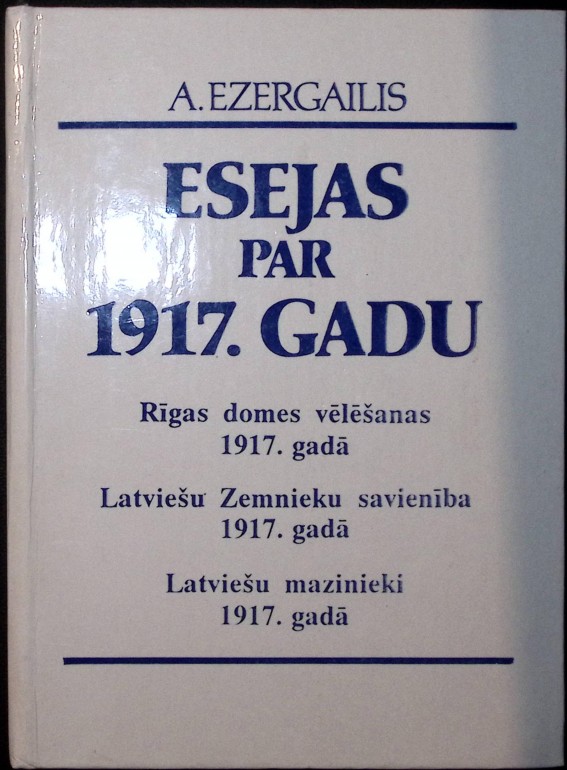 A. EZERGAILIS
ESEJAS
PAR
1917. GADU
Rīgas domes vēlēšanas
1917. gadā
Latviešu Zemnieku savienība
1917. gadā
Latviešu mazinieki
1917. gadā